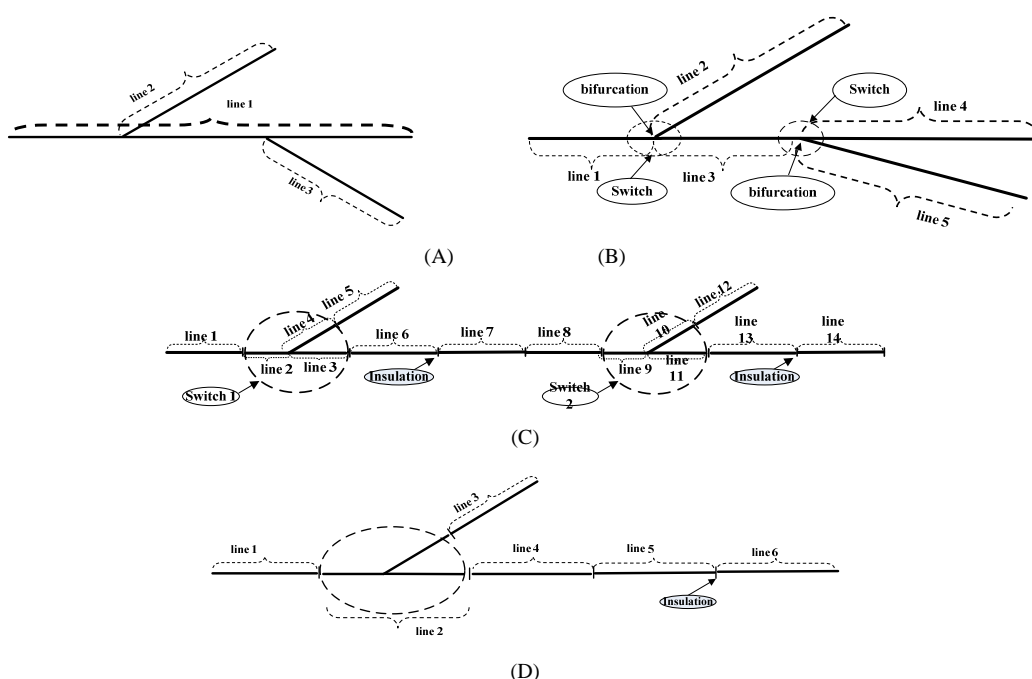 line 2
line 1
line 3
(A)
bifurcation
line 2
Switch
line 4
line 1
Switch
line 3
bifurcation
line 5
(B)
line 1
line 2
line 3
line 4
line 5
Switch 1
line 6
Insulation
line 7
line 8
line 9
line
10
line
11
line 12
Switch
2
line
13
Insulation
line
14
(C)
line 1
line 2
line 3
line 4
line 5
Insulation
line 6
(D)